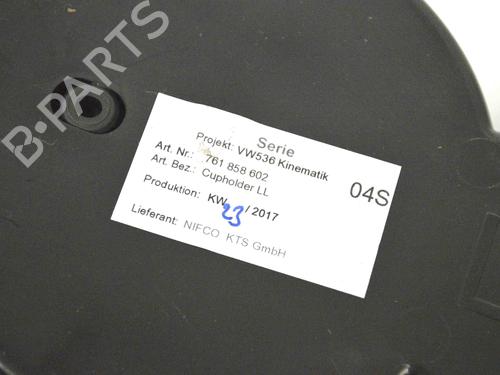 B-PARTS
Serie
Projekt: VW536 Kinematik
Art. Nr.: .761 858 602
Art. Bez.: Cupholder LL
04S
Produktion: KW 23 / 2017
Lieferant: NIFCO KTS GmbH